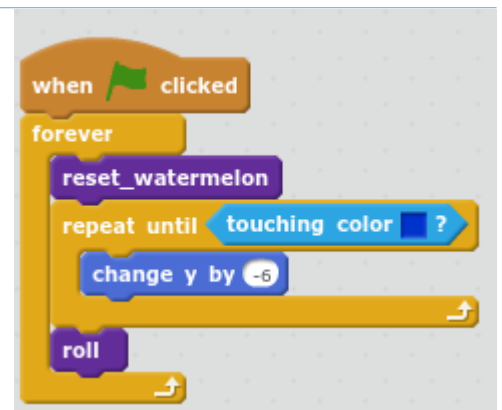 when clicked
forever
reset_watermelon
repeat until touching color ?
change y by -6
roll